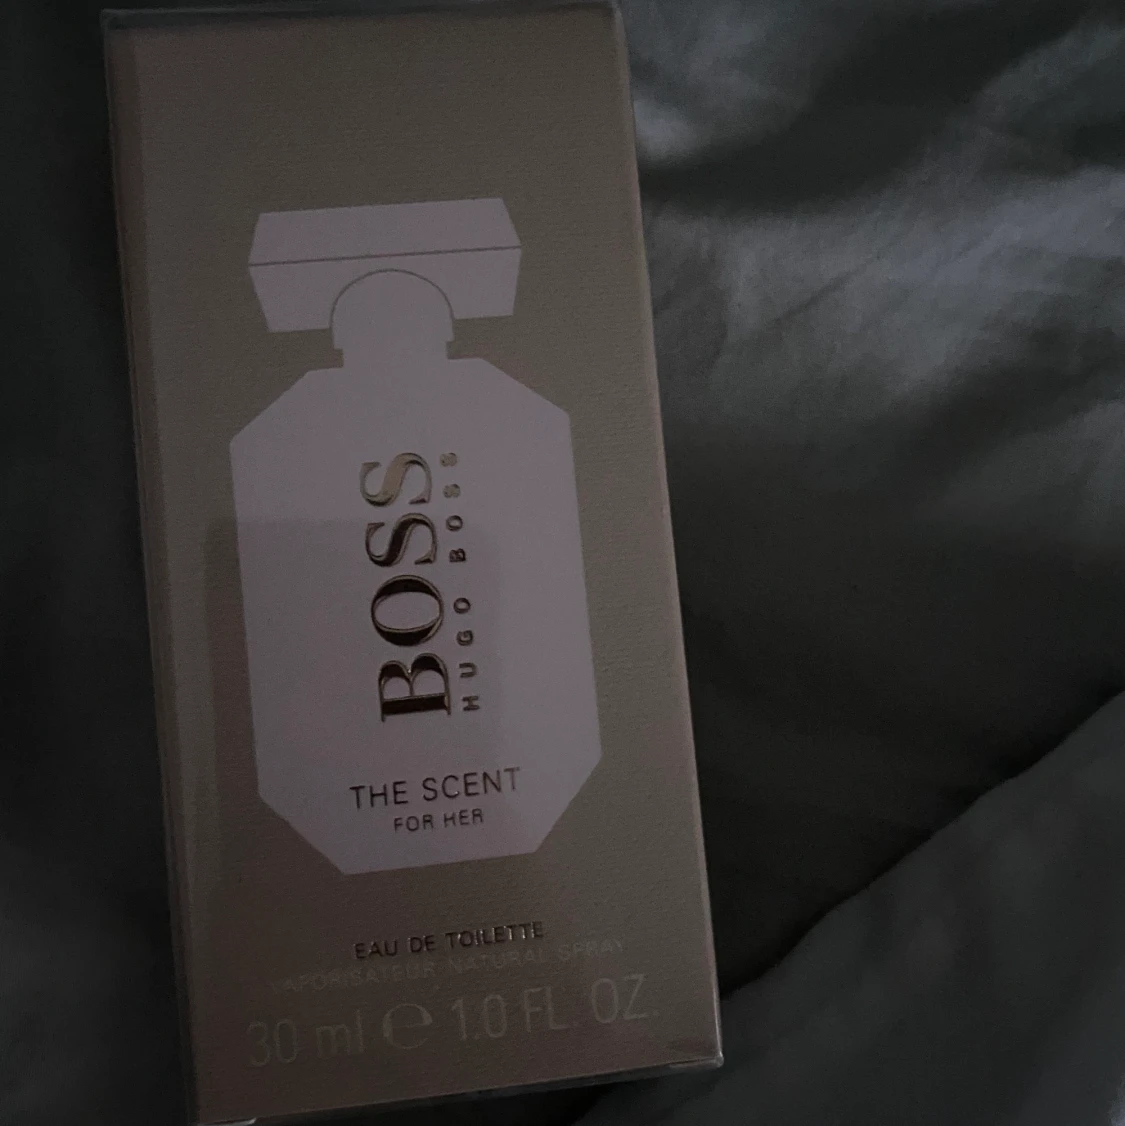 BOSS
HUGO BOSS
THE SCENT
FOR HER
EAU DE TOILETTE
VAPORISATEUR NATURAL SPRAY
30 ml ℮ 1.0 FL. OZ.